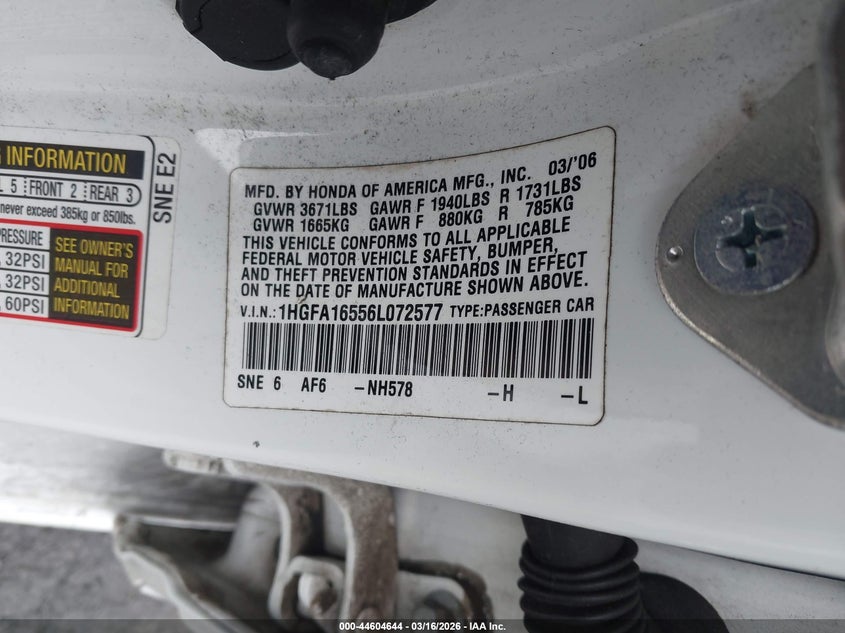 G INFORMATION
L 5 FRONT 2 REAR 3
never exceed 385kg or 850lbs.
PRESSURE
32PSI
32PSI
60PSI
SEE OWNER'S
MANUAL FOR
ADDITIONAL
INFORMATION
SNE E2
MFD. BY HONDA OF AMERICA MFG., INC. 03/'06
GVWR 3671LBS GAWR F 1940LBS R 1731LBS
GVWR 1665KG GAWR F 880KG R 785KG
THIS VEHICLE CONFORMS TO ALL APPLICABLE
FEDERAL MOTOR VEHICLE SAFETY, BUMPER,
AND THEFT PREVENTION STANDARDS IN EFFECT
ON THE DATE OF MANUFACTURE SHOWN ABOVE.
V.I.N.: 1HGFA16556L072577 TYPE:PASSENGER CAR
SNE 6 AF6 -NH578 -H -L
000-44604644 / 03/16/2026 - IAA Inc.